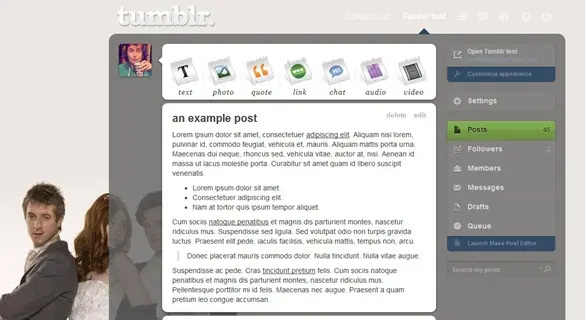 tumblr.
Tumblr test
Open Tumblr test
Customize appearance
T www Hi
text photo quote link chat audio video
Settings
an example post
delete edit
Lorem ipsum dolor sit amet, consectetuer adipiscing elit. Aliquam nisi lorem,
pulvinar id, commodo feugiat, vehicula et, mauris. Aliquam mattis porta urna.
Maecenas dui neque, rhoncus sed, vehicula vitae, auctor at, nisi. Aenean id
massa ut lacus molestie porta. Curabitur sit amet quam id libero suscipit
venenatis.
Lorem ipsum dolor sit amet.
Consectetuer adipiscing elit.
Nam at tortor quis ipsum tempor aliquet.
Cum sociis natoque penatibus et magnis dis parturient montes, nascetur
ridiculus mus. Suspendisse sed ligula. Sed volutpat odio non turpis gravida
luctus. Praesent elit pede, iaculis facilisis, vehicula mattis, tempus non, arcu.
Donec placerat mauris commodo dolor. Nulla tincidunt. Nulla vitae augue.
Suspendisse ac pede. Cras tincidunt pretium felis. Cum sociis natoque
penatibus et magnis dis parturient montes, nascetur ridiculus mus.
Pellentesque porttitor mi id felis. Maecenas nec augue. Praesent a quam
pretium leo congue accumsan.
Posts 45
Followers 2
Members
Messages
Drafts
Queue
Launch Mass Post Editor
Search my posts